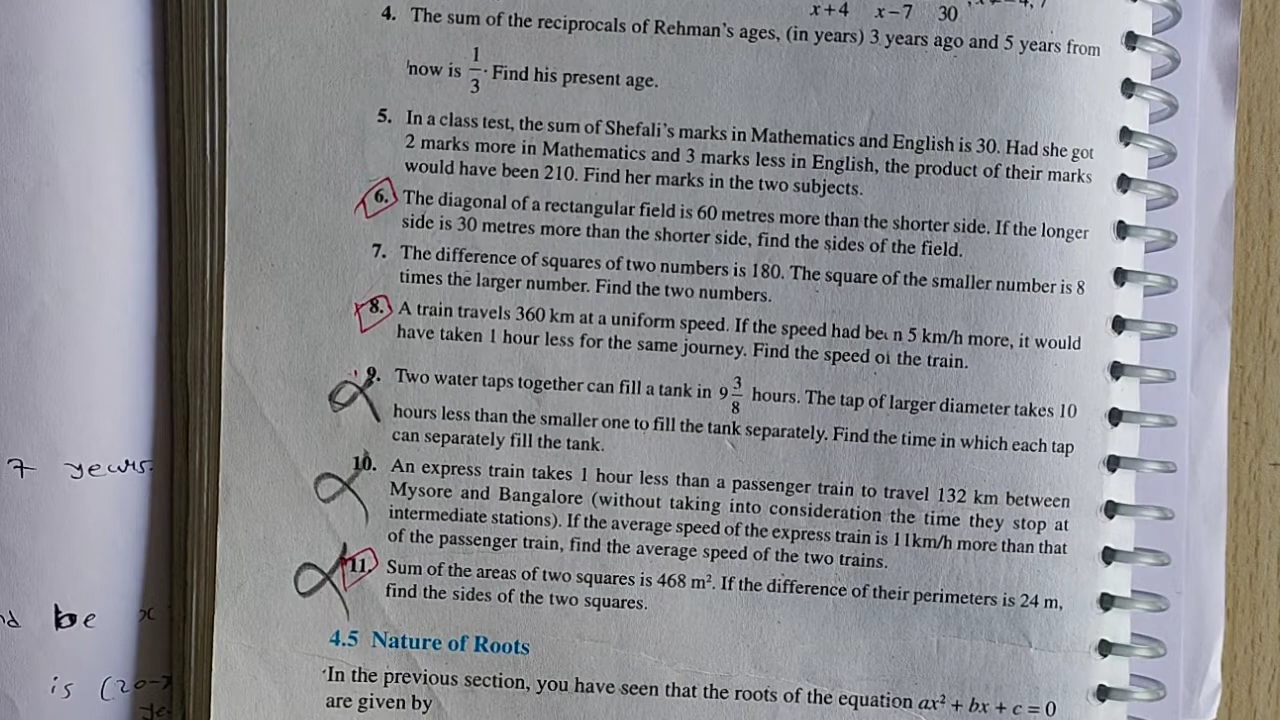 x+4 x−7 30
4. The sum of the reciprocals of Rehman's ages, (in years) 3 years ago and 5 years from
now is 1/3. Find his present age.
5. In a class test, the sum of Shefali's marks in Mathematics and English is 30. Had she got
2 marks more in Mathematics and 3 marks less in English, the product of their marks
would have been 210. Find her marks in the two subjects.
6. The diagonal of a rectangular field is 60 metres more than the shorter side. If the longer
side is 30 metres more than the shorter side, find the sides of the field.
7. The difference of squares of two numbers is 180. The square of the smaller number is 8
times the larger number. Find the two numbers.
8. A train travels 360 km at a uniform speed. If the speed had been 5 km/h more, it would
have taken 1 hour less for the same journey. Find the speed of the train.
9. Two water taps together can fill a tank in 9 3/8 hours. The tap of larger diameter takes 10
hours less than the smaller one to fill the tank separately. Find the time in which each tap
can separately fill the tank.
10. An express train takes 1 hour less than a passenger train to travel 132 km between
Mysore and Bangalore (without taking into consideration the time they stop at
intermediate stations). If the average speed of the express train is 11km/h more than that
of the passenger train, find the average speed of the two trains.
11. Sum of the areas of two squares is 468 m². If the difference of their perimeters is 24 m,
find the sides of the two squares.
4.5 Nature of Roots
In the previous section, you have seen that the roots of the equation ax² + bx + c = 0
are given by
7 years.
be x
is (20-